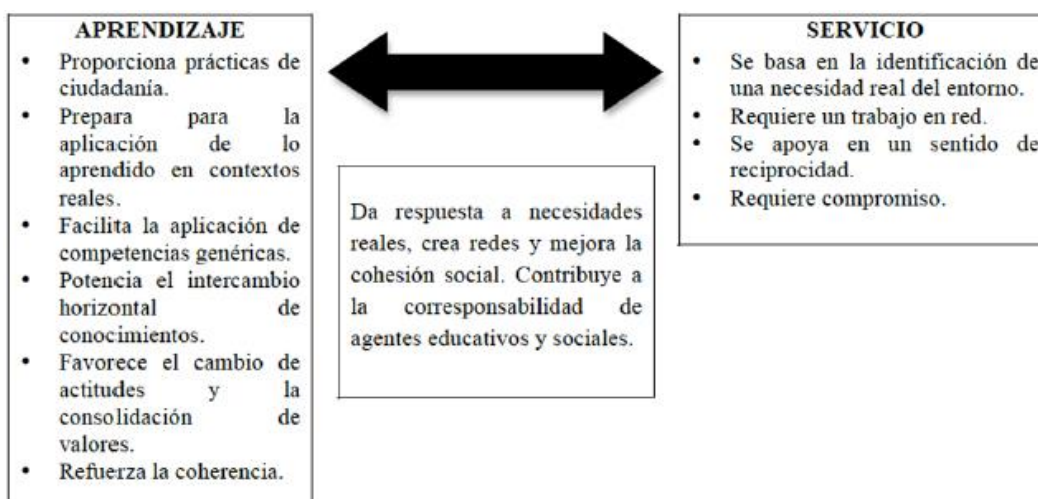 APRENDIZAJE
• Proporciona prácticas de
ciudadanía.
• Prepara para la
aplicación de lo
aprendido en contextos
reales.
• Facilita la aplicación de
competencias genéricas.
• Potencia el intercambio
horizontal de
conocimientos.
• Favorece el cambio de
actitudes y la
consolidación de
valores.
• Refuerza la coherencia.
Da respuesta a necesidades
reales, crea redes y mejora la
cohesión social. Contribuye a
la corresponsabilidad de
agentes educativos y sociales.
SERVICIO
• Se basa en la identificación de
una necesidad real del entorno.
• Requiere un trabajo en red.
• Se apoya en un sentido de
reciprocidad.
• Requiere compromiso.